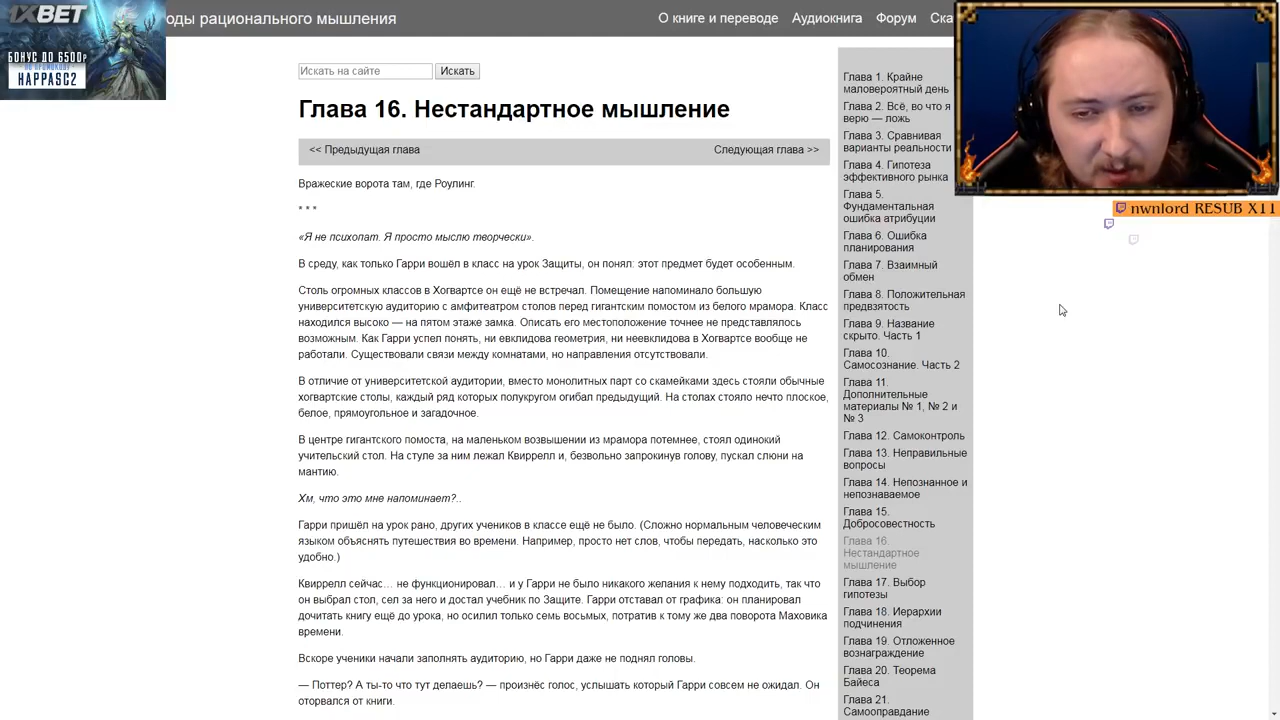 1XBET
БОНУС ДО 6500₽
HAPPASC2
оды рационального мышления
О книге и переводе Аудиокнига Форум Ска
Искать на сайте Искать
Глава 16. Нестандартное мышление
<< Предыдущая глава Следующая глава >>
Вражеские ворота там, где Роулинг.
* * *
«Я не психопат. Я просто мыслю творчески».
В среду, как только Гарри вошёл в класс на урок Защиты, он понял: этот предмет будет особенным.
Столь огромных классов в Хогвартсе он ещё не встречал. Помещение напоминало большую
университетскую аудиторию с амфитеатром столов перед гигантским помостом из белого мрамора. Класс
находился высоко — на пятом этаже замка. Описать его местоположение точнее не представлялось
возможным. Как Гарри успел понять, ни евклидова геометрия, ни неевклидова в Хогвартсе вообще не
работали. Существовали связи между комнатами, но направления отсутствовали.
В отличие от университетской аудитории, вместо монолитных парт со скамейками здесь стояли обычные
хогвартские столы, каждый ряд которых полукругом огибал предыдущий. На столах стояло нечто плоское,
белое, прямоугольное и загадочное.
В центре гигантского помоста, на маленьком возвышении из мрамора потемнее, стоял одинокий
учительский стол. На стуле за ним лежал Квиррелл и, безвольно запрокинув голову, пускал слюни на
мантию.
Хм, что это мне напоминает?..
Гарри пришёл на урок рано, других учеников в классе ещё не было. (Сложно нормальным человеческим
языком объяснять путешествия во времени. Например, просто нет слов, чтобы передать, насколько это
удобно.)
Квиррелл сейчас… не функционировал… и у Гарри не было никакого желания к нему подходить, так что
он выбрал стол, сел за него и достал учебник по Защите. Гарри отставал от графика: он планировал
дочитать книгу ещё до урока, но осилил только семь восьмых, потратив к тому же два поворота Маховика
времени.
Вскоре ученики начали заполнять аудиторию, но Гарри даже не поднял головы.
— Поттер? А ты-то что тут делаешь? — произнёс голос, услышать который Гарри совсем не ожидал. Он
оторвался от книги.
Глава 1. Крайне
маловероятный день
Глава 2. Всё, во что я
верю — ложь
Глава 3. Сравнивая
варианты реальности
Глава 4. Гипотеза
эффективного рынка
Глава 5.
Фундаментальная
ошибка атрибуции
Глава 6. Ошибка
планирования
Глава 7. Взаимный
обмен
Глава 8. Положительная
предвзятость
Глава 9. Название
скрыто. Часть 1
Глава 10.
Самосознание. Часть 2
Глава 11.
Дополнительные
материалы № 1, № 2 и
№ 3
Глава 12. Самоконтроль
Глава 13. Неправильные
вопросы
Глава 14. Непознанное и
непознаваемое
Глава 15.
Добросовестность
Глава 16.
Нестандартное
мышление
Глава 17. Выбор
гипотезы
Глава 18. Иерархии
подчинения
Глава 19. Отложенное
вознаграждение
Глава 20. Теорема
Байеса
Глава 21.
Самооправдание
nwnlord RESUB X11